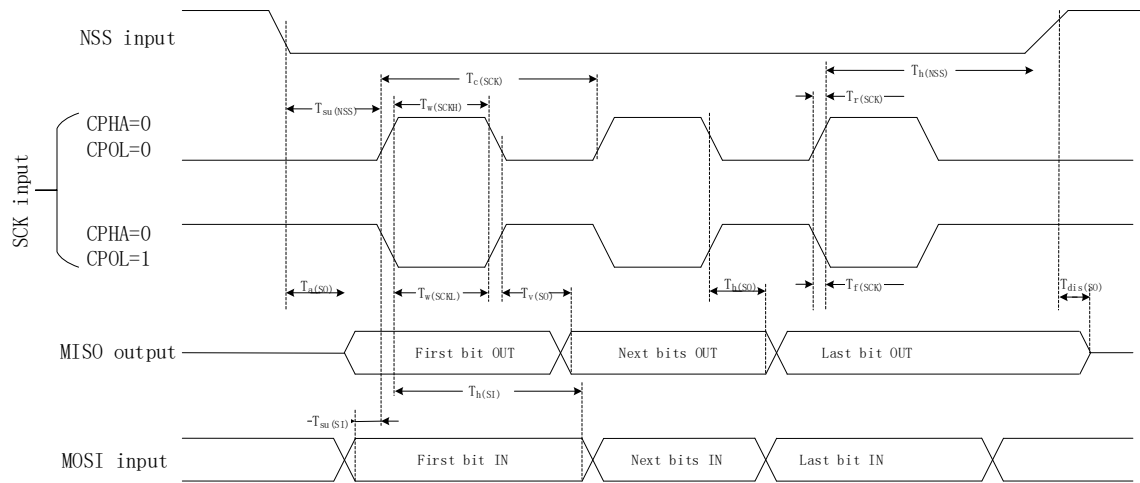 NSS input
Tc(SCK)
Th(NSS)
Tsu(NSS)
Tw(SCKH)
Tr(SCK)
SCK input
CPHA=0
CPOL=0
CPHA=0
CPOL=1
Ta(SO)
Tw(SCKL)
Tv(SO)
Th(SO)
Tf(SCK)
Tdis(SO)
MISO output
First bit OUT
Next bits OUT
Last bit OUT
Th(SI)
Tsu(SI)
MOSI input
First bit IN
Next bits IN
Last bit IN